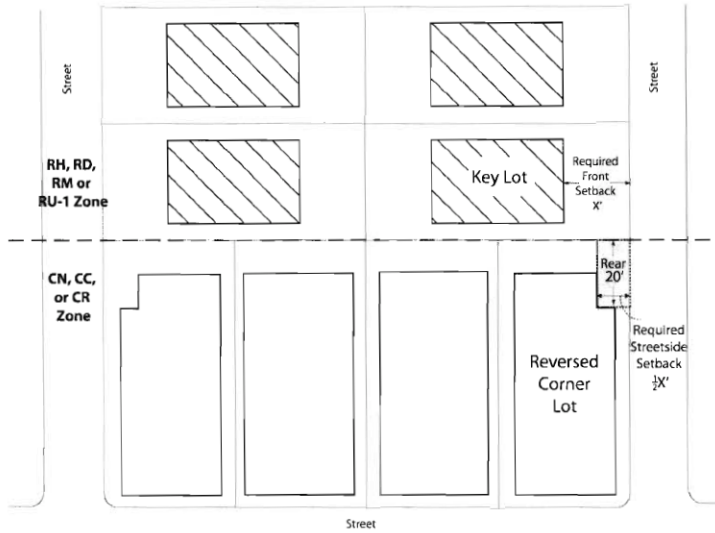 Street
Street
RH, RD,
RM or
RU-1 Zone
Key Lot
Required
Front
Setback
X'
CN, CC,
or CR
Zone
Rear
20'
Required
Streetside
Setback
½X'
Reversed
Corner
Lot
Street